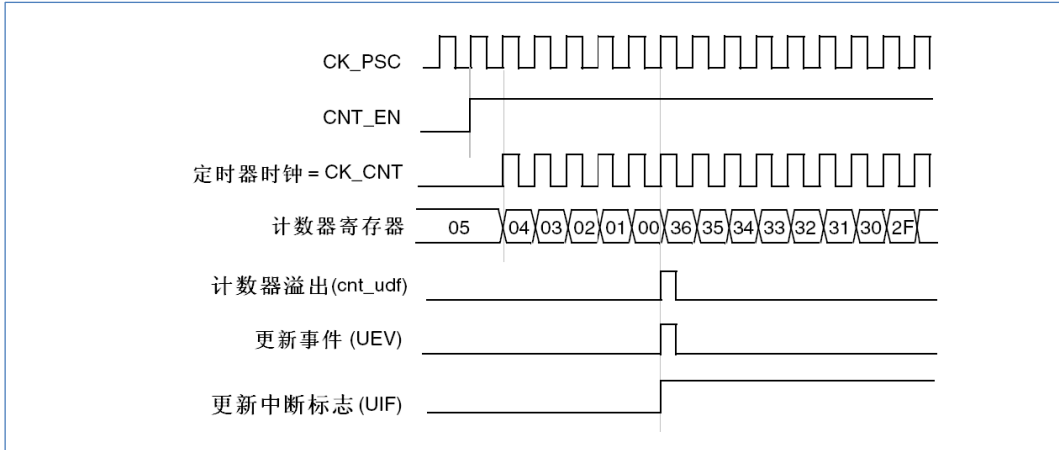 CK_PSC
CNT_EN
定时器时钟 = CK_CNT
计数器寄存器 05 04 03 02 01 00 36 35 34 33 32 31 30 2F
计数器溢出(cnt_udf)
更新事件 (UEV)
更新中断标志 (UIF)